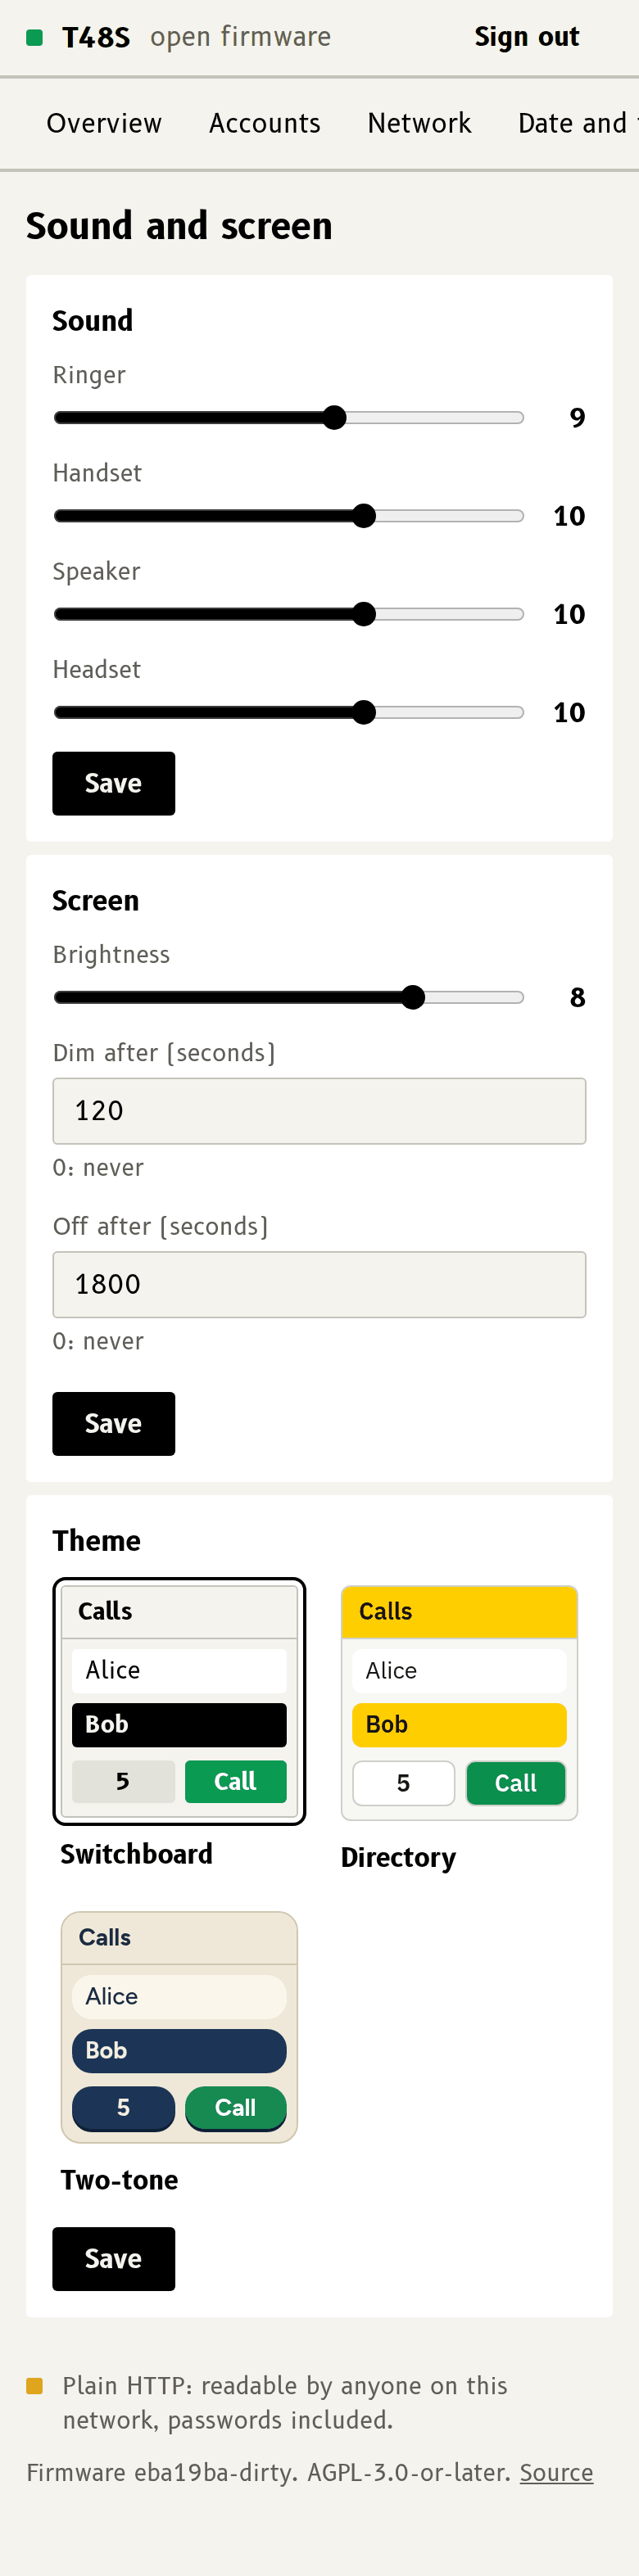 T48S open firmware Sign out
Overview Accounts Network Date and
Sound and screen
Sound
Ringer
9
Handset
10
Speaker
10
Headset
10
Save
Screen
Brightness
8
Dim after (seconds)
120
0: never
Off after (seconds)
1800
0: never
Save
Theme
Calls
Alice
Bob
5 Call
Switchboard
Calls
Alice
Bob
5 Call
Directory
Calls
Alice
Bob
5 Call
Two-tone
Save
Plain HTTP: readable by anyone on this
network, passwords included.
Firmware eba19ba-dirty. AGPL-3.0-or-later. Source